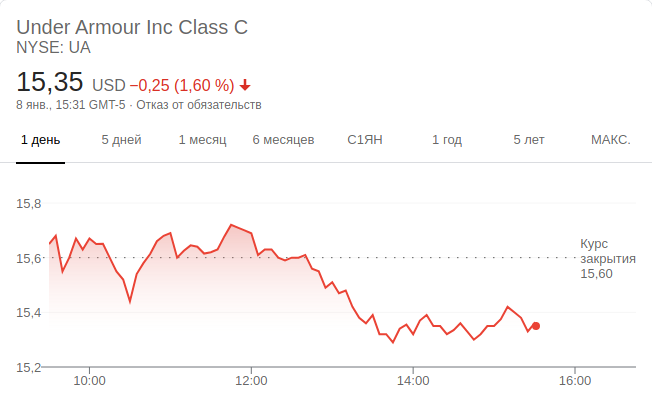 Under Armour Inc Class C
NYSE: UA
15,35 USD −0,25 (1,60 %)
8 янв., 15:31 GMT-5 · Отказ от обязательств
1 день 5 дней 1 месяц 6 месяцев С1ЯН 1 год 5 лет МАКС.
15,8
Курс
15,6 закрытия
15,60
15,4
15,2
10:00 12:00 14:00 16:00